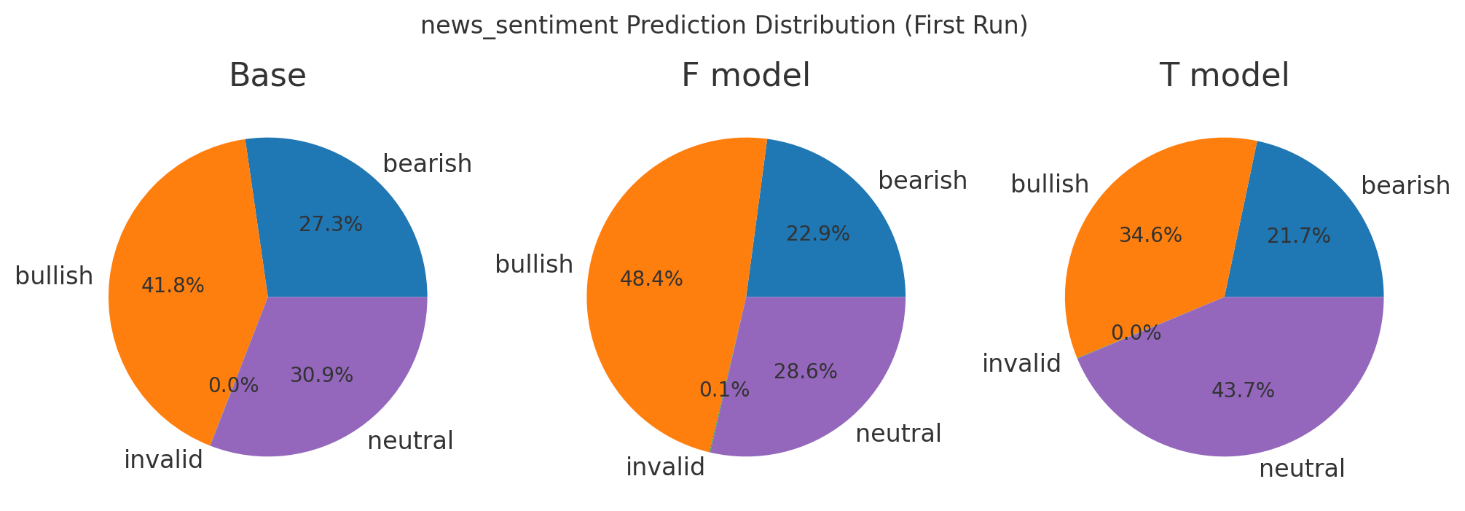 news_sentiment Prediction Distribution (First Run)
Base
bearish
27.3%
bullish
41.8%
invalid
0.0%
neutral
30.9%
F model
bearish
22.9%
bullish
48.4%
invalid
0.1%
neutral
28.6%
T model
bearish
21.7%
bullish
34.6%
invalid
0.0%
neutral
43.7%